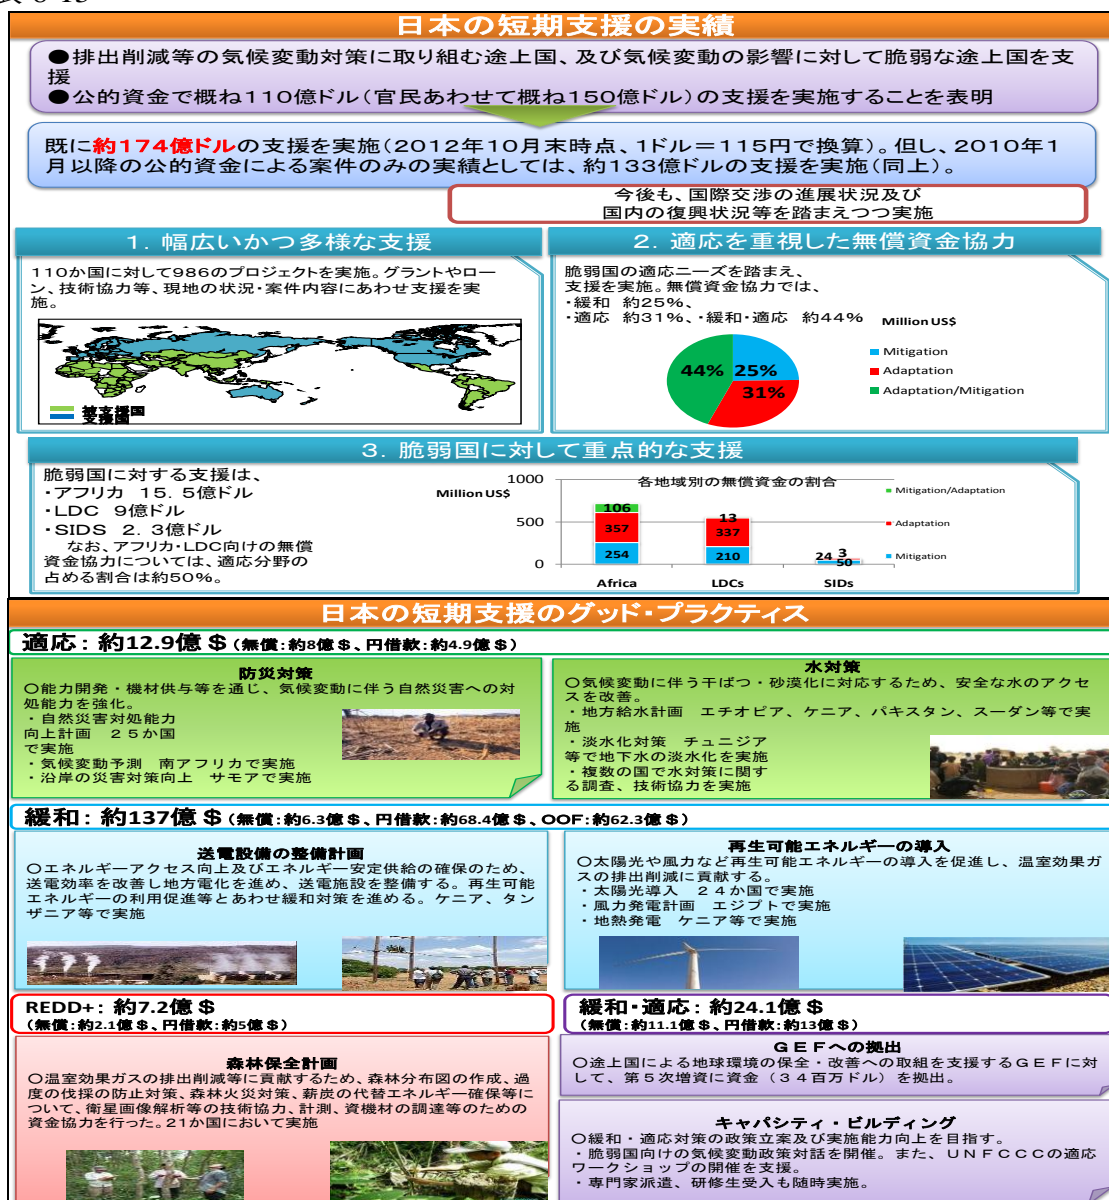 日本の短期支援の実績
●排出削減等の気候変動対策に取り組む途上国、及び気候変動の影響に対して脆弱な途上国を支
援
●公的資金で概ね110億ドル(官民あわせて概ね150億ドル)の支援を実施することを表明
既に約174億ドルの支援を実施(2012年10月末時点、1ドル=115円で換算)。但し、2010年1
月以降の公的資金による案件のみの実績としては、約133億ドルの支援を実施(同上)。
今後も、国際交渉の進展状況及び
国内の復興状況等を踏まえつつ実施
1. 幅広いかつ多様な支援
110か国に対して986のプロジェクトを実施。グラントやロー
ン、技術協力等、現地の状況・案件内容にあわせ支援を実
施。
被支援国
支援国
2. 適応を重視した無償資金協力
脆弱国の適応ニーズを踏まえ、
支援を実施。無償資金協力では、
・緩和 約25%、
・適応 約31%、・緩和・適応 約44%
Million US$
44% 25%
31%
Mitigation
Adaptation
Adaptation/Mitigation
3. 脆弱国に対して重点的な支援
脆弱国に対する支援は、
・アフリカ 15. 5億ドル
・LDC 9億ドル
・SIDS 2. 3億ドル
なお、アフリカ・LDC向けの無償
資金協力については、適応分野の
占める割合は約50%。
Million US$
各地域別の無償資金の割合
1000
500
0
106
357
254
13
337
210
24 3
50
Africa LDCs SIDs
Mitigation/Adaptation
Adaptation
Mitigation
日本の短期支援のグッド・プラクティス
適応: 約12.9億$(無償:約8億$、円借款:約4.9億$)
防災対策
○能力開発・機材供与等を通じ、気候変動に伴う自然災害への対
処能力を強化。
・自然災害対処能力
向上計画 25か国
で実施
・気候変動予測 南アフリカで実施
・沿岸の災害対策向上 サモアで実施
水対策
○気候変動に伴う干ばつ・砂漠化に対応するため、安全な水のアクセ
スを改善。
・地方給水計画 エチオピア、ケニア、パキスタン、スーダン等で実
施
・淡水化対策 チュニジア
等で地下水の淡水化を実施
・複数の国で水対策に関す
る調査、技術協力を実施
緩和: 約137億$(無償:約6.3億$、円借款:約68.4億$、OOF:約62.3億$)
送電設備の整備計画
○エネルギーアクセス向上及びエネルギー安定供給の確保のため、
送電効率を改善し地方電化を進め、送電施設を整備する。再生可能
エネルギーの利用促進等とあわせ緩和対策を進める。ケニア、タン
ザニア等で実施
再生可能エネルギーの導入
○太陽光や風力など再生可能エネルギーの導入を促進し、温室効果ガ
スの排出削減に貢献する。
・太陽光導入 24か国で実施
・風力発電計画 エジプトで実施
・地熱発電 ケニア等で実施
REDD+: 約7.2億$
(無償:約2.1億$、円借款:約5億$)
森林保全計画
○温室効果ガスの排出削減等に貢献するため、森林分布図の作成、過
度の伐採の防止対策、森林火災対策、薪炭の代替エネルギー確保等に
ついて、衛星画像解析等の技術協力、計測、資機材の調達等のための
資金協力を行った。21か国において実施
緩和・適応: 約24.1億$
(無償:約11.1億$、円借款:約13億$)
GEFへの拠出
○途上国による地球環境の保全・改善への取組を支援するGEFに対
して、第5次増資に資金(34百万ドル)を拠出。
キャパシティ・ビルディング
○緩和・適応対策の政策立案及び実施能力向上を目指す。
・脆弱国向けの気候変動政策対話を開催。また、UNFCCCの適応
ワークショップの開催を支援。
・専門家派遣、研修生受入も随時実施。